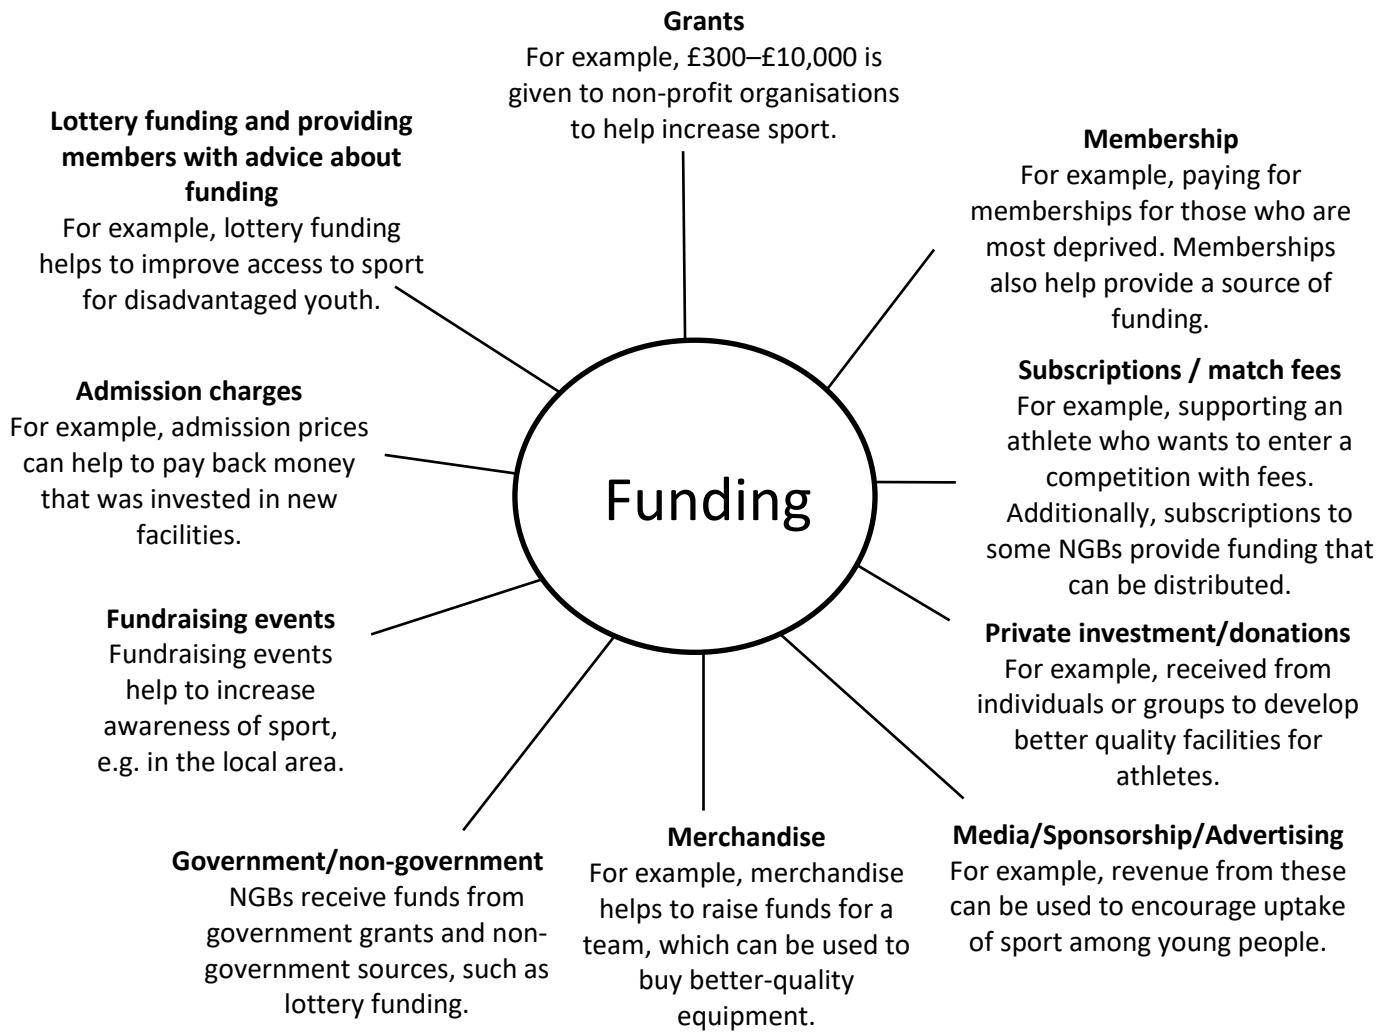 Grants
For example, £300–£10,000 is
given to non-profit organisations
to help increase sport.
Lottery funding and providing
members with advice about
funding
For example, lottery funding
helps to improve access to sport
for disadvantaged youth.
Membership
For example, paying for
memberships for those who are
most deprived. Memberships
also help provide a source of
funding.
Admission charges
For example, admission prices
can help to pay back money
that was invested in new
facilities.
Funding
Subscriptions / match fees
For example, supporting an
athlete who wants to enter a
competition with fees.
Additionally, subscriptions to
some NGBs provide funding that
can be distributed.
Fundraising events
Fundraising events
help to increase
awareness of sport,
e.g. in the local area.
Private investment/donations
For example, received from
individuals or groups to develop
better quality facilities for
athletes.
Government/non-government
NGBs receive funds from
government grants and non-
government sources, such as
lottery funding.
Merchandise
For example, merchandise
helps to raise funds for a
team, which can be used to
buy better-quality
equipment.
Media/Sponsorship/Advertising
For example, revenue from these
can be used to encourage uptake
of sport among young people.